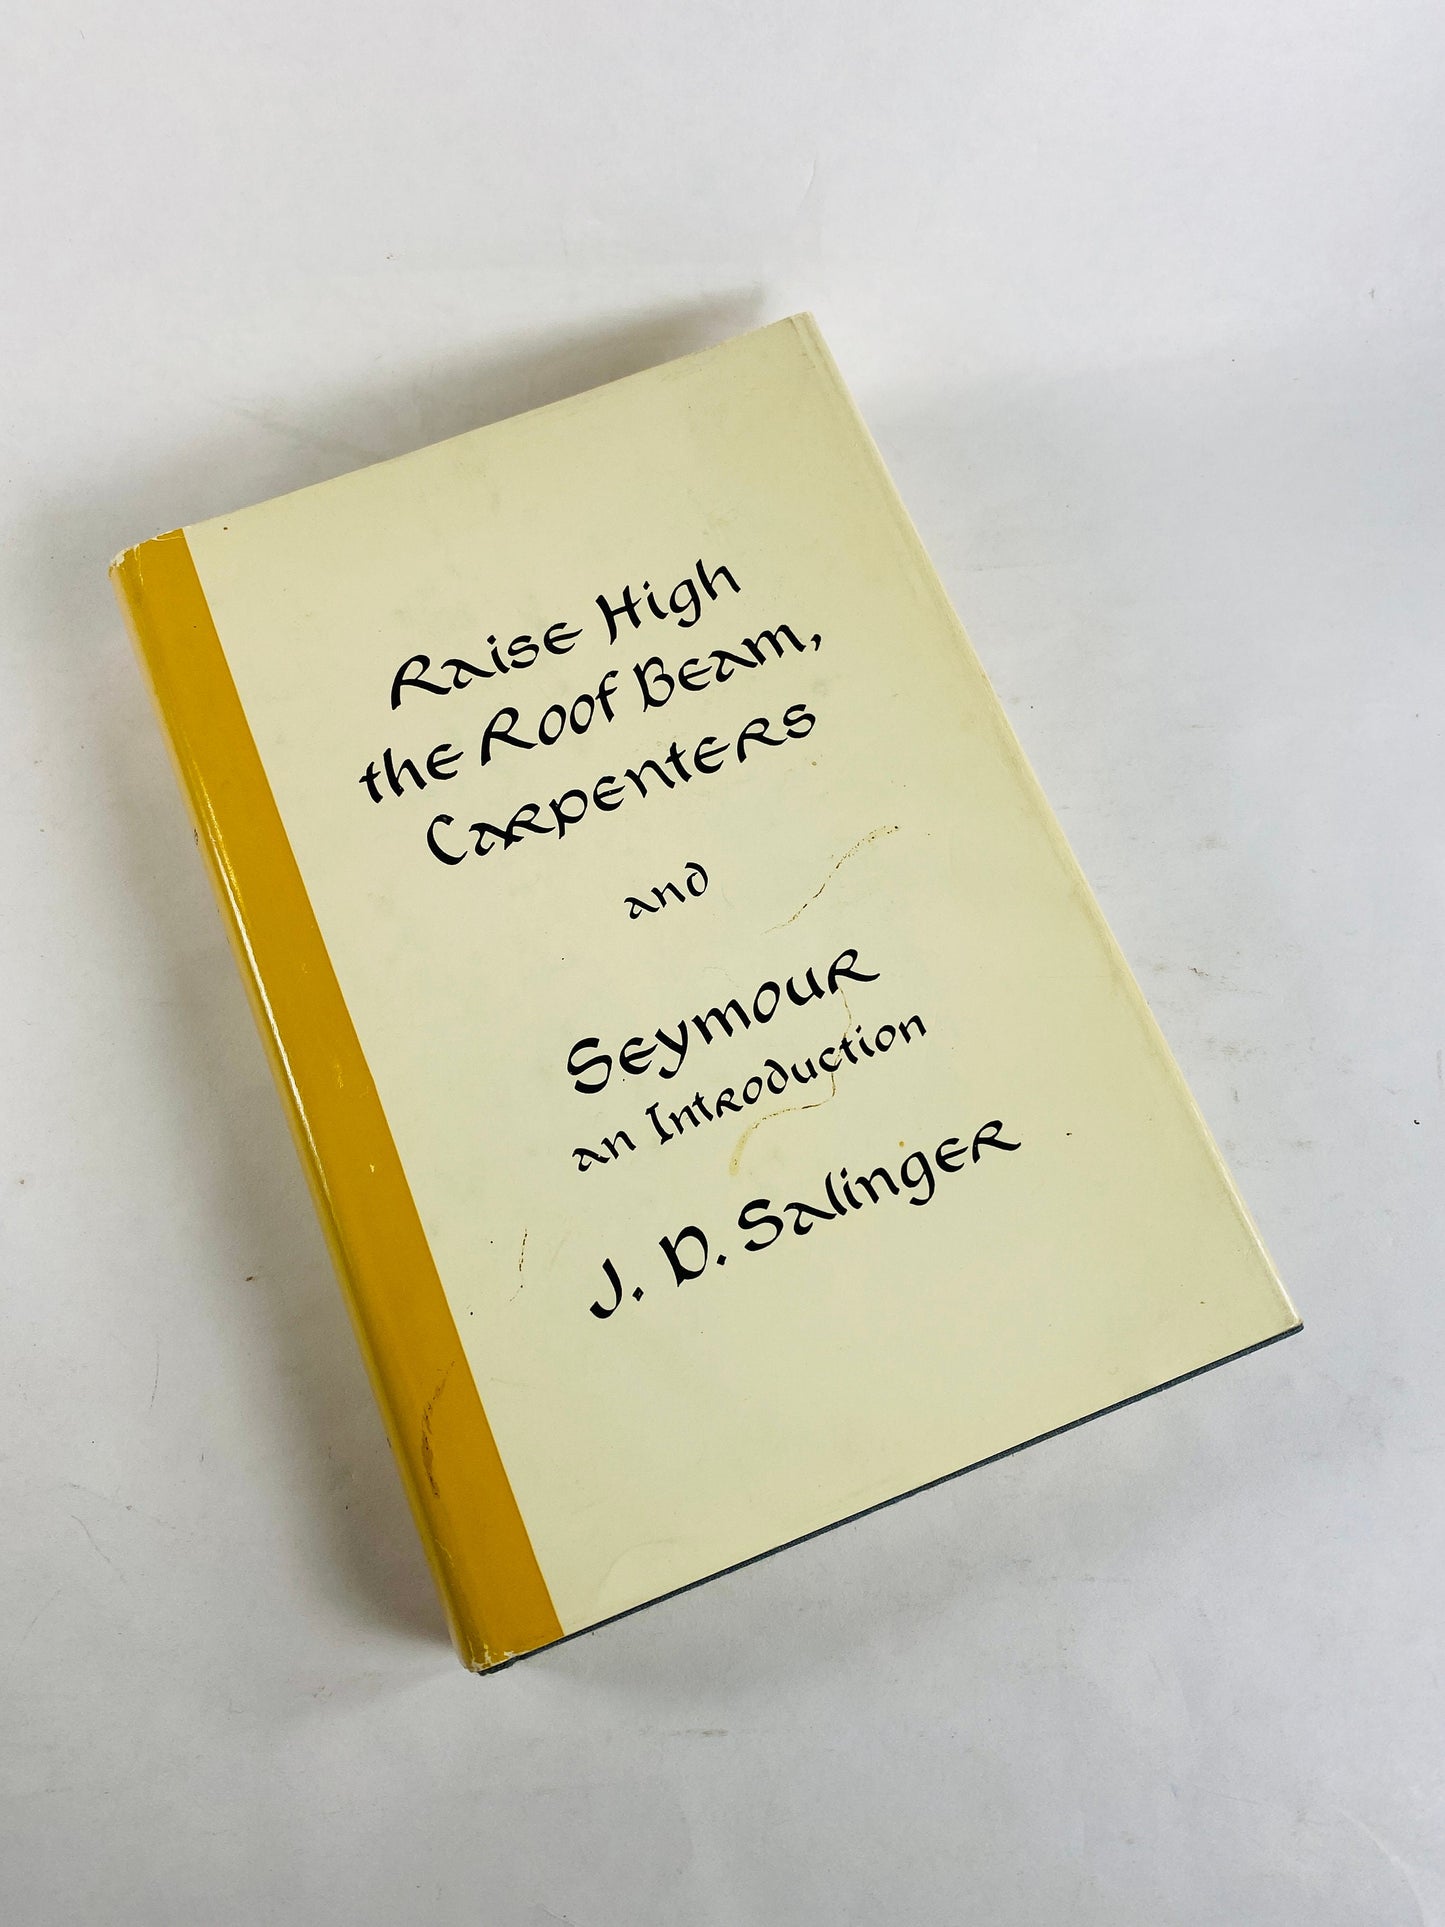 Raise High
the Roof Beam,
Carpenters
and
Seymour
an Introduction
J. D. Salinger